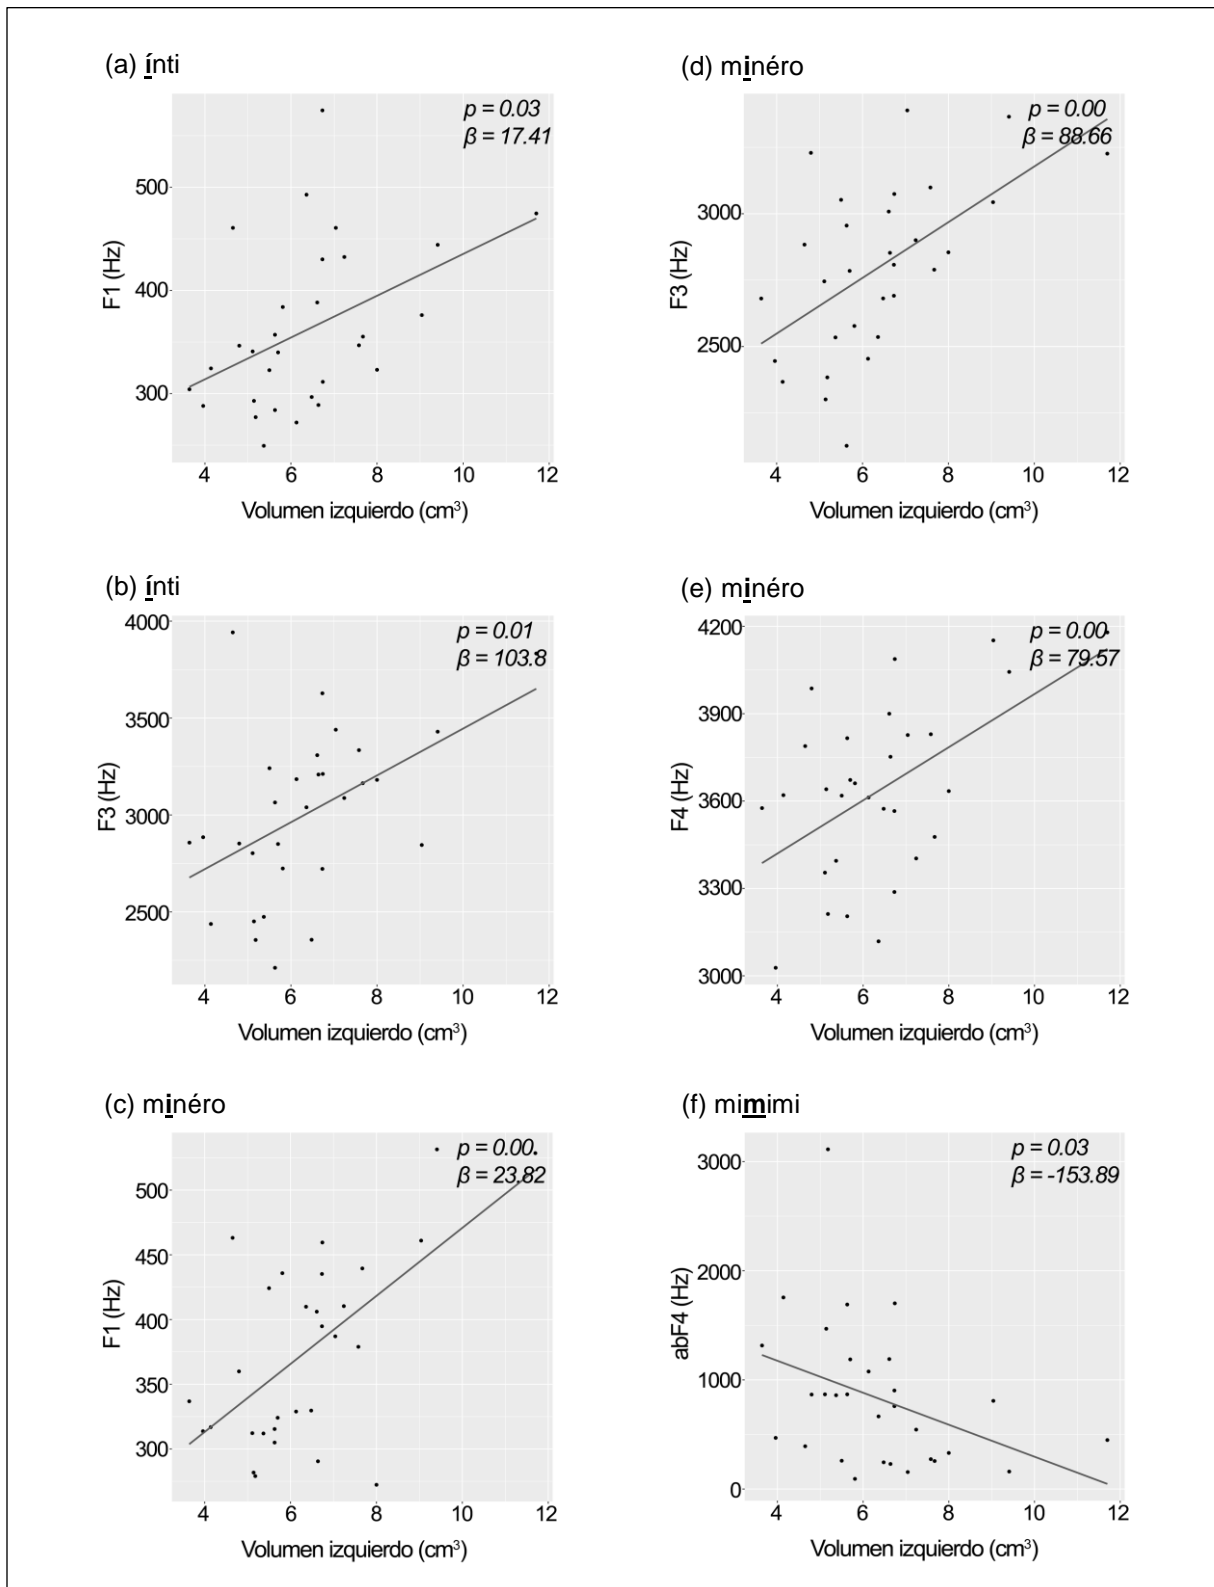 (a) ínti
p = 0.03
β = 17.41
500
400
300
F1 (Hz)
4 6 8 10 12
Volumen izquierdo (cm³)
(d) minéro
p = 0.00
β = 88.66
3000
2500
F3 (Hz)
4 6 8 10 12
Volumen izquierdo (cm³)
(b) ínti
p = 0.01
β = 103.8
4000
3500
3000
2500
F3 (Hz)
4 6 8 10 12
Volumen izquierdo (cm³)
(e) minéro
p = 0.00
β = 79.57
4200
3900
3600
3300
3000
F4 (Hz)
4 6 8 10 12
Volumen izquierdo (cm³)
(c) minéro
p = 0.00
β = 23.82
500
450
400
350
300
F1 (Hz)
4 6 8 10 12
Volumen izquierdo (cm³)
(f) mimimi
p = 0.03
β = -153.89
3000
2000
1000
0
abF4 (Hz)
4 6 8 10 12
Volumen izquierdo (cm³)